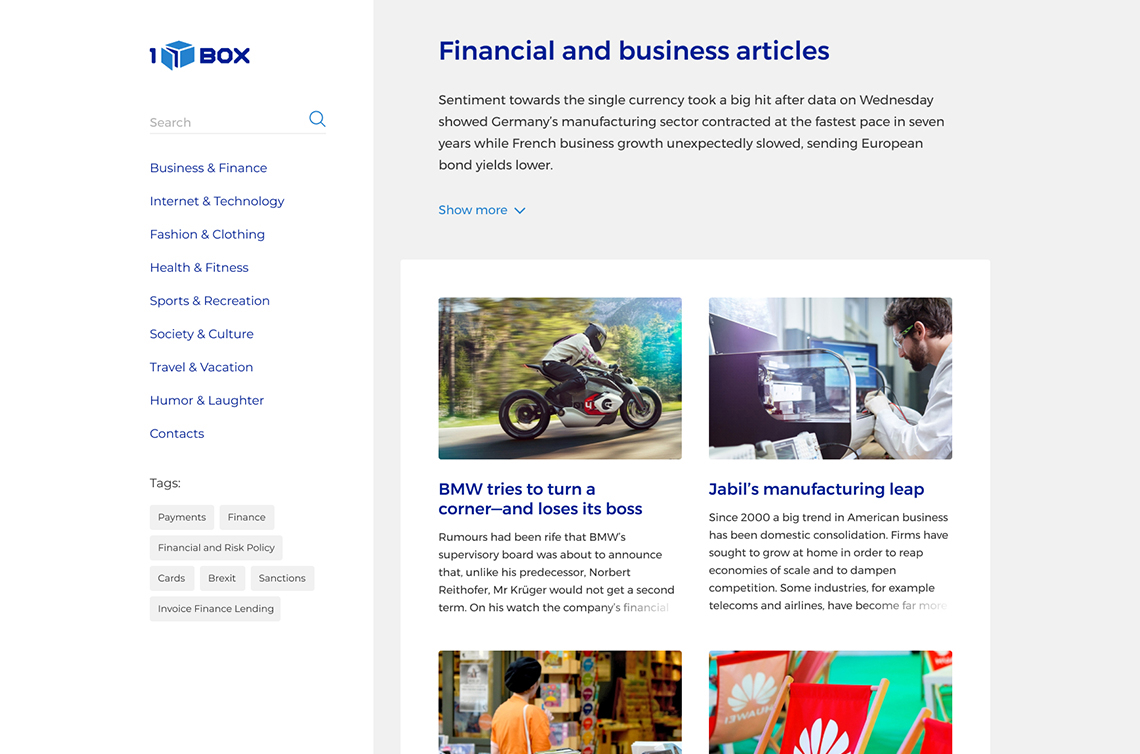 1 BOX
Search
Business & Finance
Internet & Technology
Fashion & Clothing
Health & Fitness
Sports & Recreation
Society & Culture
Travel & Vacation
Humor & Laughter
Contacts
Tags:
Payments
Finance
Financial and Risk Policy
Cards
Brexit
Sanctions
Invoice Finance Lending
Financial and business articles
Sentiment towards the single currency took a big hit after data on Wednesday
showed Germany’s manufacturing sector contracted at the fastest pace in seven
years while French business growth unexpectedly slowed, sending European
bond yields lower.
Show more
BMW tries to turn a
corner—and loses its boss
Rumours had been rife that BMW’s
supervisory board was about to announce
that, unlike his predecessor, Norbert
Reithofer, Mr Krüger would not get a second
term. On his watch the company’s financial
Jabil’s manufacturing leap
Since 2000 a big trend in American business
has been domestic consolidation. Firms have
sought to grow at home in order to reap
economies of scale and to dampen
competition. Some industries, for example
telecoms and airlines, have become far more
HUAWEI